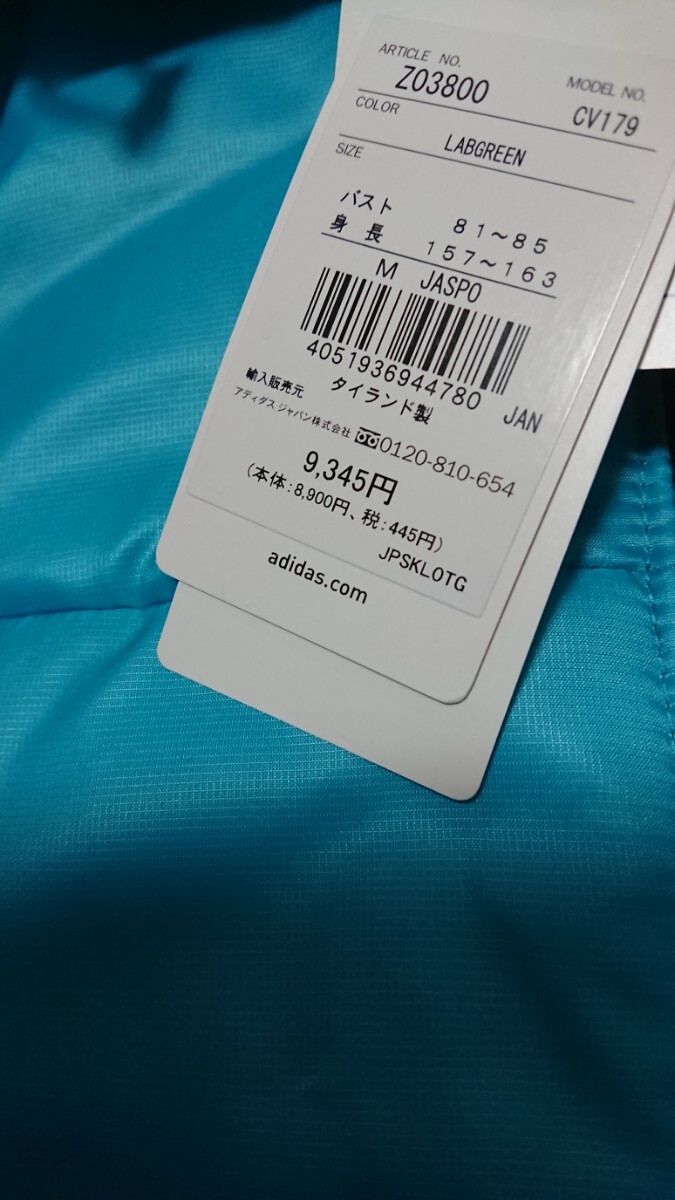 ARTICLE NO. MODEL NO.
Z03800 CV179
COLOR
LABGREEN
SIZE
バスト 81～85
身長 157～163
M JASPO
4051936944780 JAN
輸入販売元 タイランド製
アディダス ジャパン株式会社 0120-810-654
9,345円
(本体:8,900円、税:445円)
JPSKLOTG
adidas.com